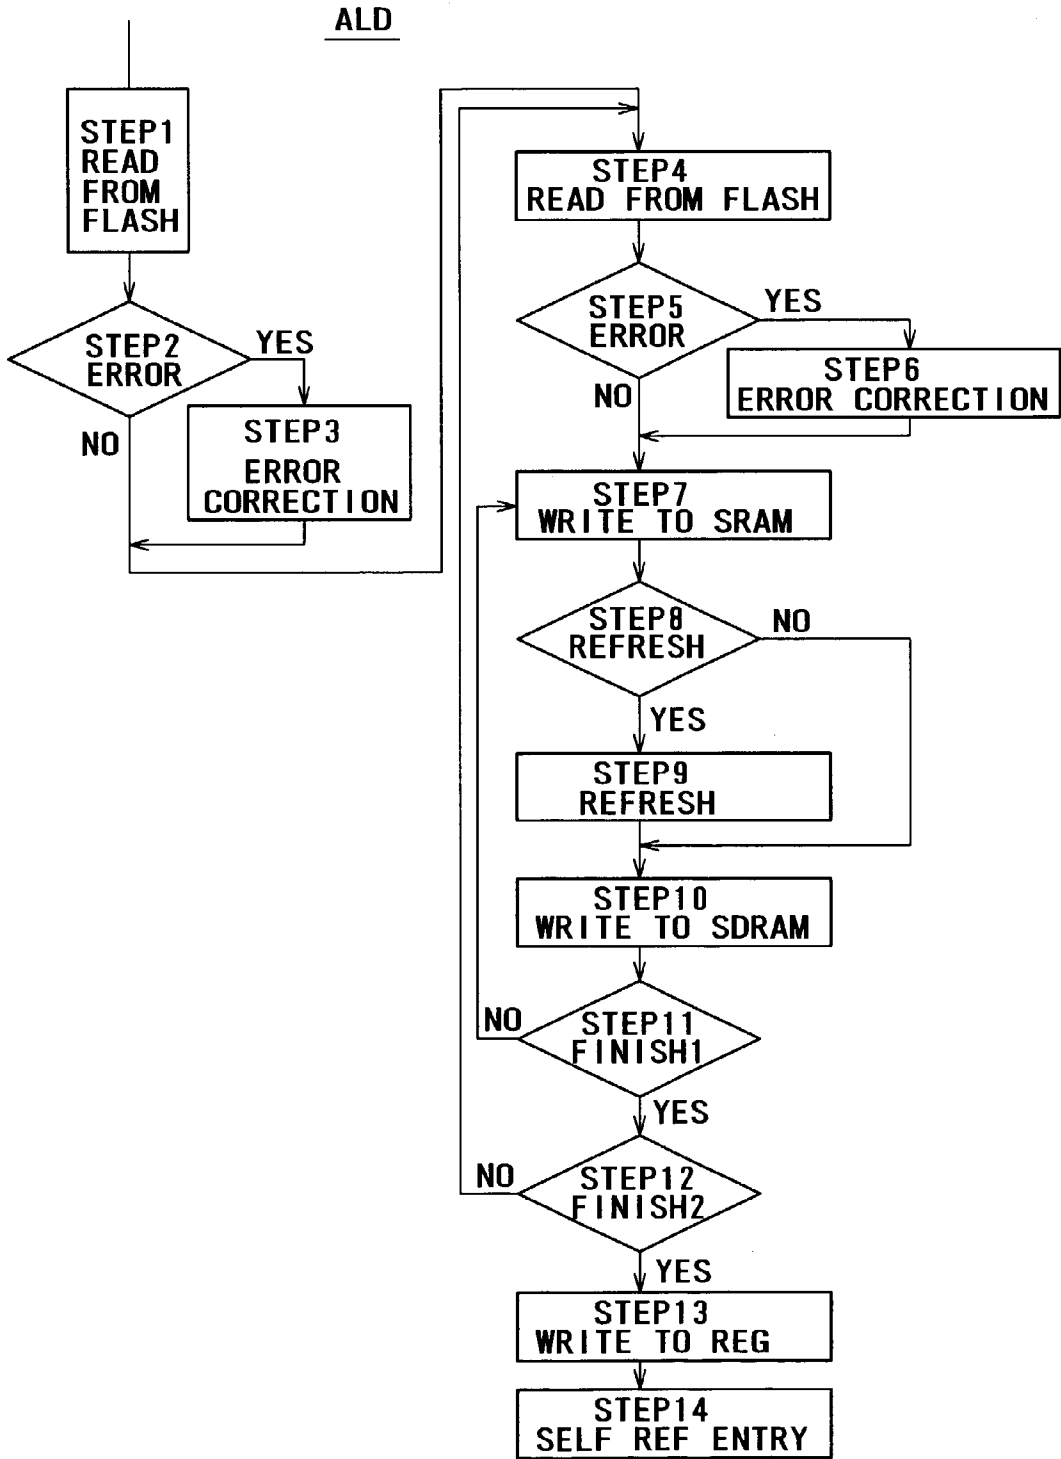 ALD
STEP1
READ
FROM
FLASH
STEP2
ERROR
YES
NO
STEP3
ERROR
CORRECTION
STEP4
READ FROM FLASH
STEP5
ERROR
YES
NO
STEP6
ERROR CORRECTION
STEP7
WRITE TO SRAM
STEP8
REFRESH
NO
YES
STEP9
REFRESH
STEP10
WRITE TO SDRAM
STEP11
FINISH1
NO
YES
STEP12
FINISH2
NO
YES
STEP13
WRITE TO REG
STEP14
SELF REF ENTRY